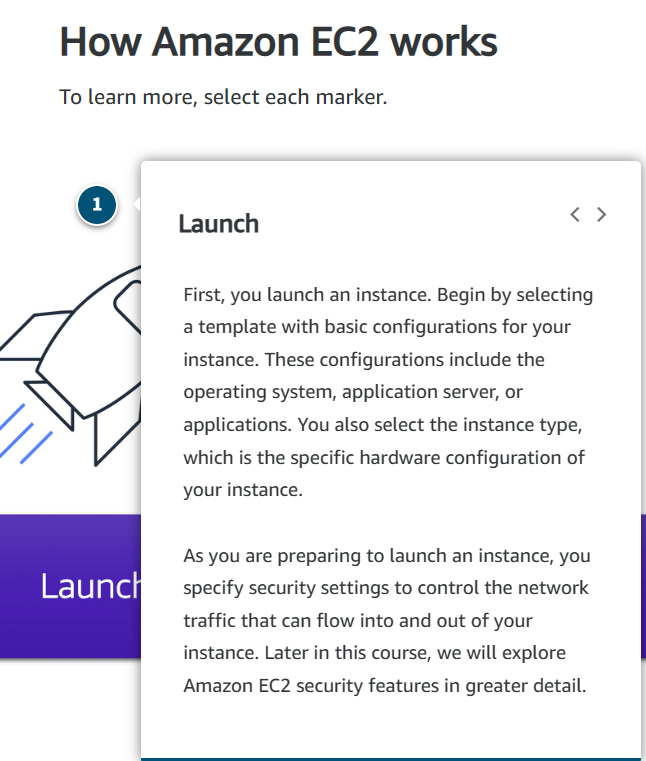 How Amazon EC2 works
To learn more, select each marker.
1
Launch
First, you launch an instance. Begin by selecting
a template with basic configurations for your
instance. These configurations include the
operating system, application server, or
applications. You also select the instance type,
which is the specific hardware configuration of
your instance.
As you are preparing to launch an instance, you
specify security settings to control the network
traffic that can flow into and out of your
instance. Later in this course, we will explore
Amazon EC2 security features in greater detail.
Launch